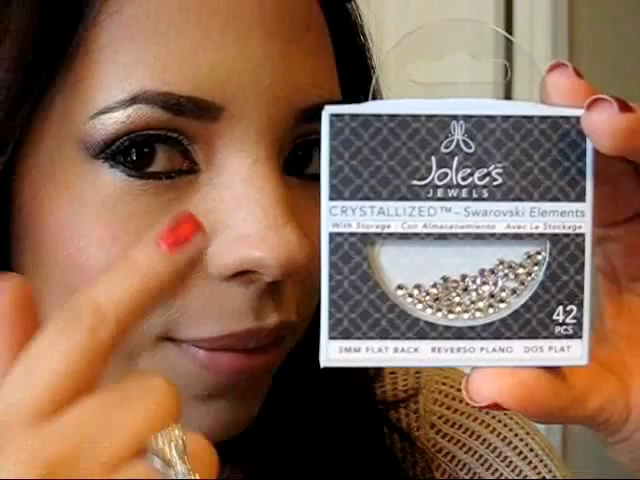 Jolee's
JEWELS
CRYSTALLIZED™ - Swarovski Elements
With Storage · Con Almacenamiento · Avec Le Stockage
42
PCS
3MM FLAT BACK REVERSO PLANO DOS PLAT